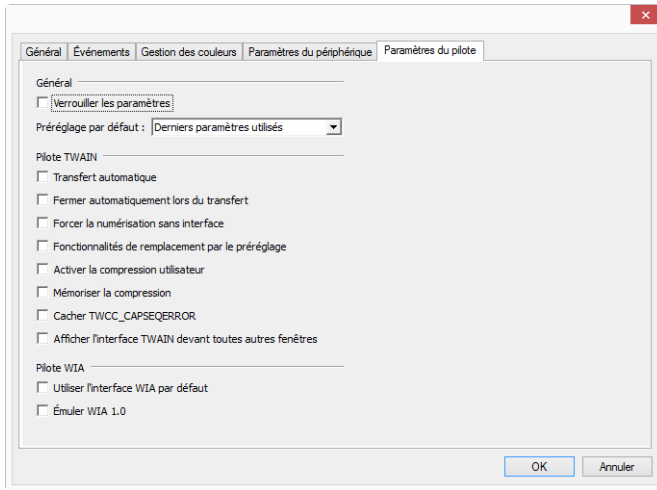 Général Événements Gestion des couleurs Paramètres du périphérique Paramètres du pilote
Général
Verrouiller les paramètres
Préréglage par défaut : Derniers paramètres utilisés
Pilote TWAIN
Transfert automatique
Fermer automatiquement lors du transfert
Forcer la numérisation sans interface
Fonctionnalités de remplacement par le préréglage
Activer la compression utilisateur
Mémoriser la compression
Cacher TWCC_CAPSEQERROR
Afficher l'interface TWAIN devant toutes autres fenêtres
Pilote WIA
Utiliser l'interface WIA par défaut
Émuler WIA 1.0
OK Annuler